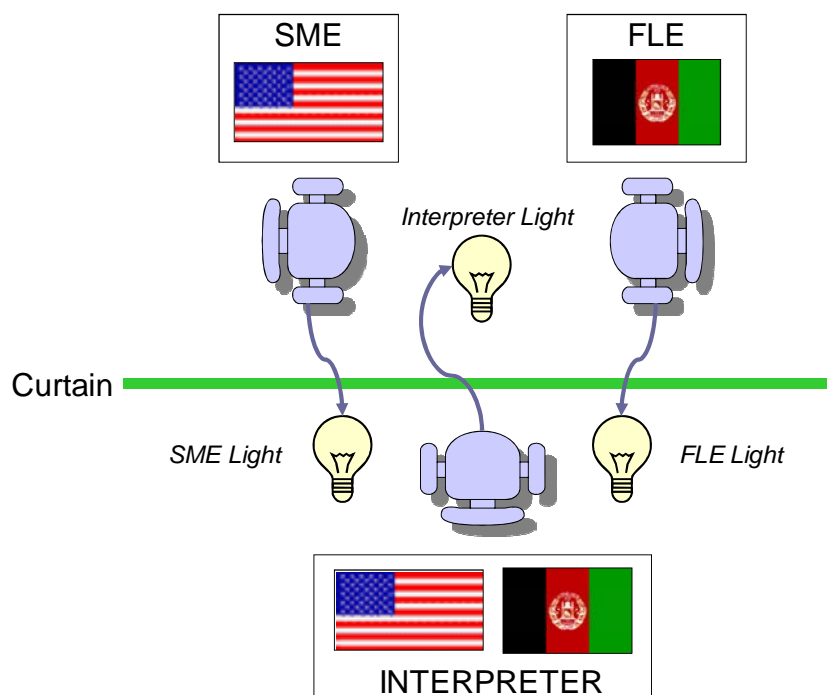 SME
FLE
Interpreter Light
Curtain
SME Light
FLE Light
INTERPRETER